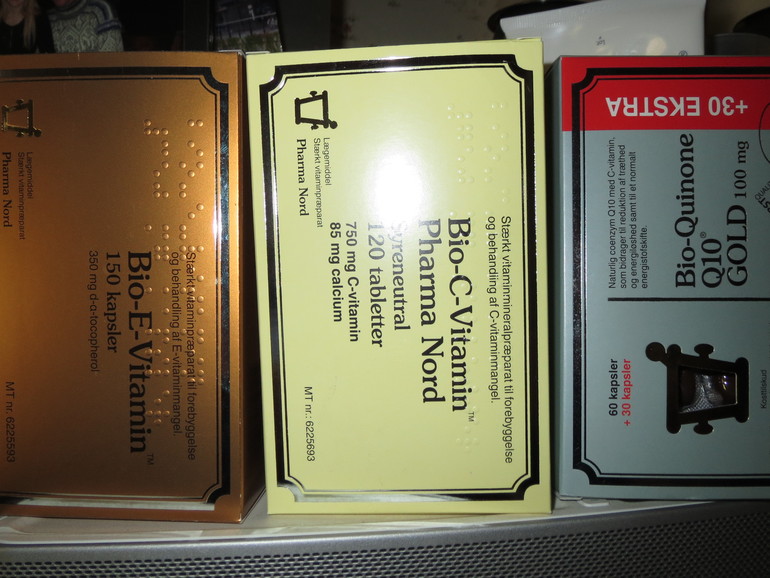 Lægemiddel
Stærkt vitaminpræparat
Pharma Nord
Stærkt vitaminpræparat til forebyggelse
og behandling af E-vitaminmangel.
Bio-E-Vitamin™
150 kapsler
350 mg d-α-tocopherol
MT nr. 6225593
Lægemiddel
Stærkt vitaminpræparat
Pharma Nord
Stærkt vitaminmineralpræparat til forebyggelse
og behandling af C-vitaminmangel.
Bio-C-Vitamin™
Pharma Nord
120 tabletter
Syreneutral
750 mg C-vitamin
85 mg calcium
MT nr.: 6225693
+30 EKSTRA
Naturlig coenzym Q10 med C-vitamin,
som bidrager til reduktion af træthed
og energiløshed samt til et normalt
energistofskifte.
Bio-Quinone
Q10®
GOLD 100 mg
60 kapsler
+ 30 kapsler
Kosttilskud